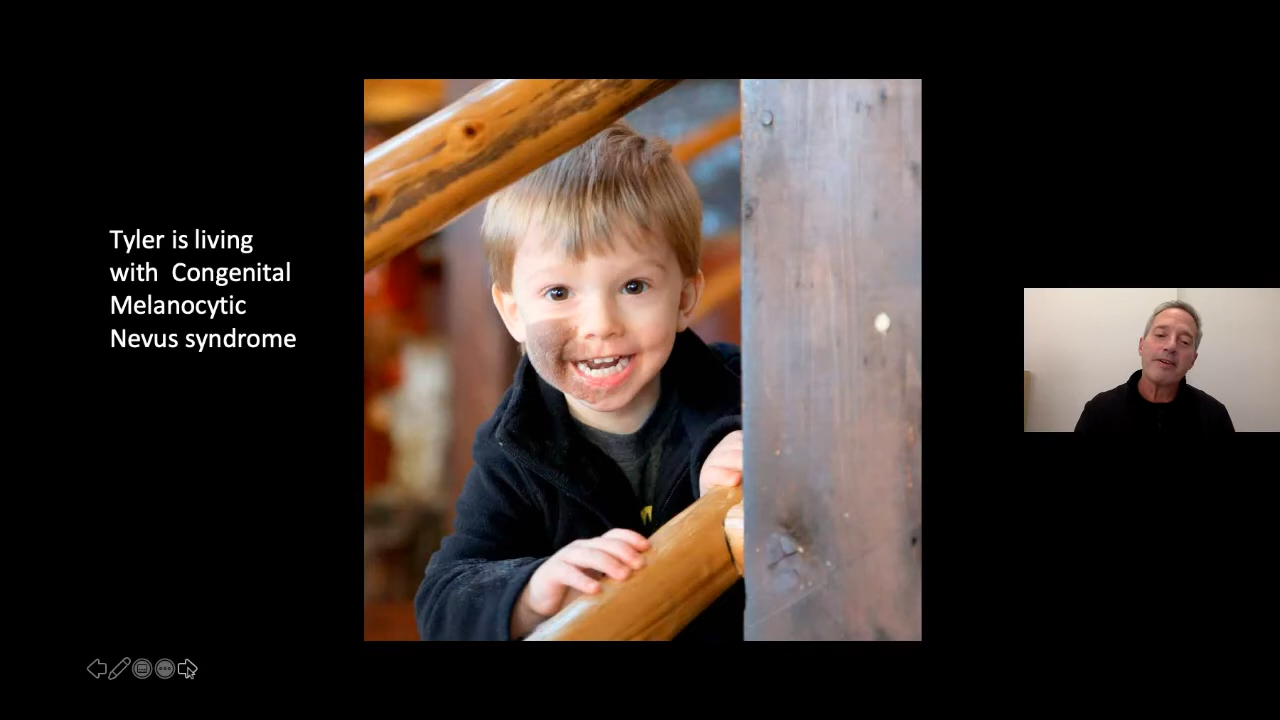 Tyler is living
with  Congenital
Melanocytic
Nevus syndrome